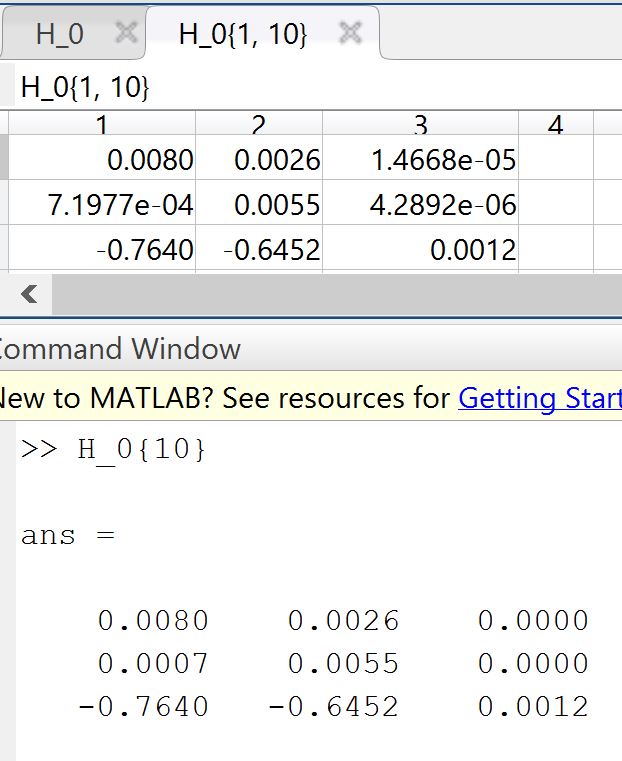 H_0 H_0{1, 10}
H_0{1, 10}
1 2 3 4
0.0080 0.0026 1.4668e-05
7.1977e-04 0.0055 4.2892e-06
-0.7640 -0.6452 0.0012
ommand Window
New to MATLAB? See resources for Getting Start
>> H_0{10}
ans =
0.0080 0.0026 0.0000
0.0007 0.0055 0.0000
-0.7640 -0.6452 0.0012